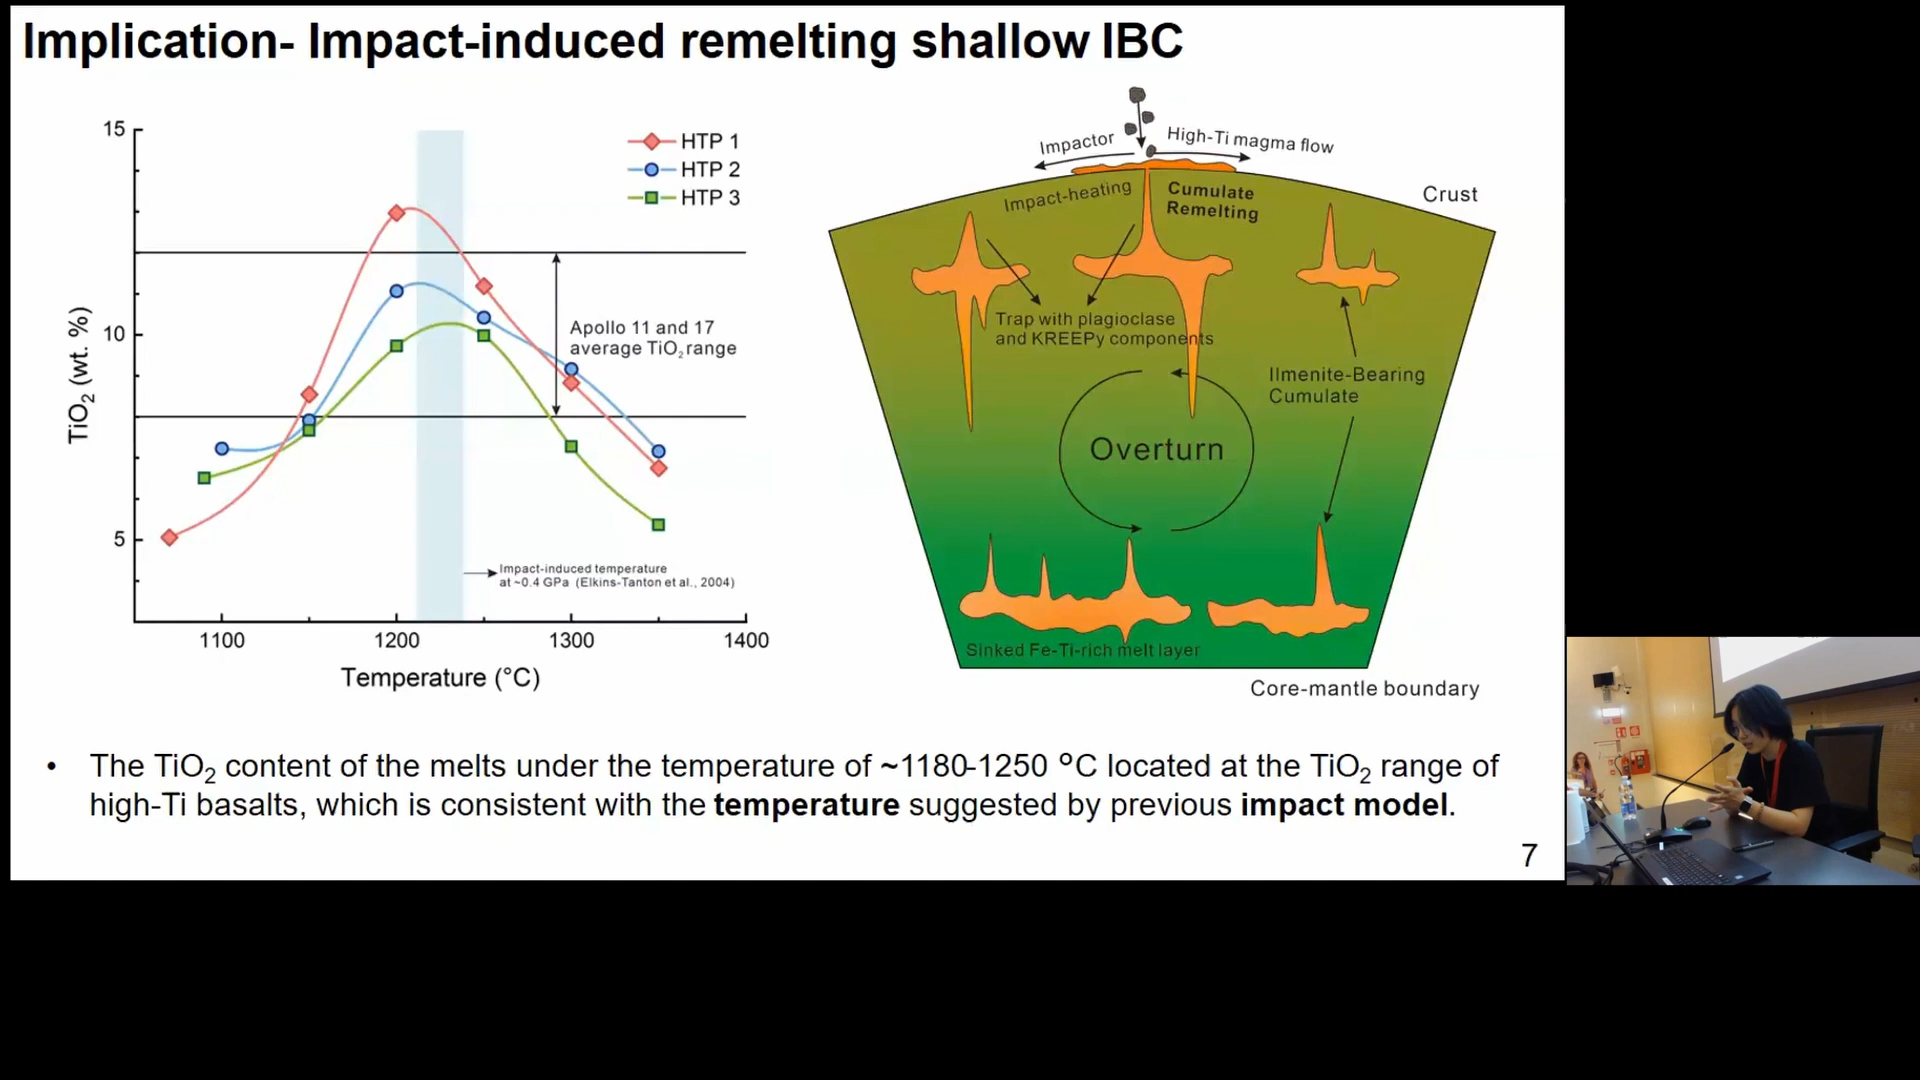 Implication- Impact-induced remelting shallow IBC
15
10
5
TiO2 (wt. %)
HTP 1
HTP 2
HTP 3
Apollo 11 and 17
average TiO2 range
Impact-induced temperature
at ~0.4 GPa (Elkins-Tanton et al., 2004)
1100
1200
1300
1400
Temperature (°C)
Impactor
High-Ti magma flow
Impact-heating
Cumulate
Remelting
Crust
Trap with plagioclase
and KREEPy components
Ilmenite-Bearing
Cumulate
Overturn
Sinked Fe-Ti-rich melt layer
Core-mantle boundary
• The TiO2 content of the melts under the temperature of ~1180-1250 °C located at the TiO2 range of
high-Ti basalts, which is consistent with the temperature suggested by previous impact model.
7